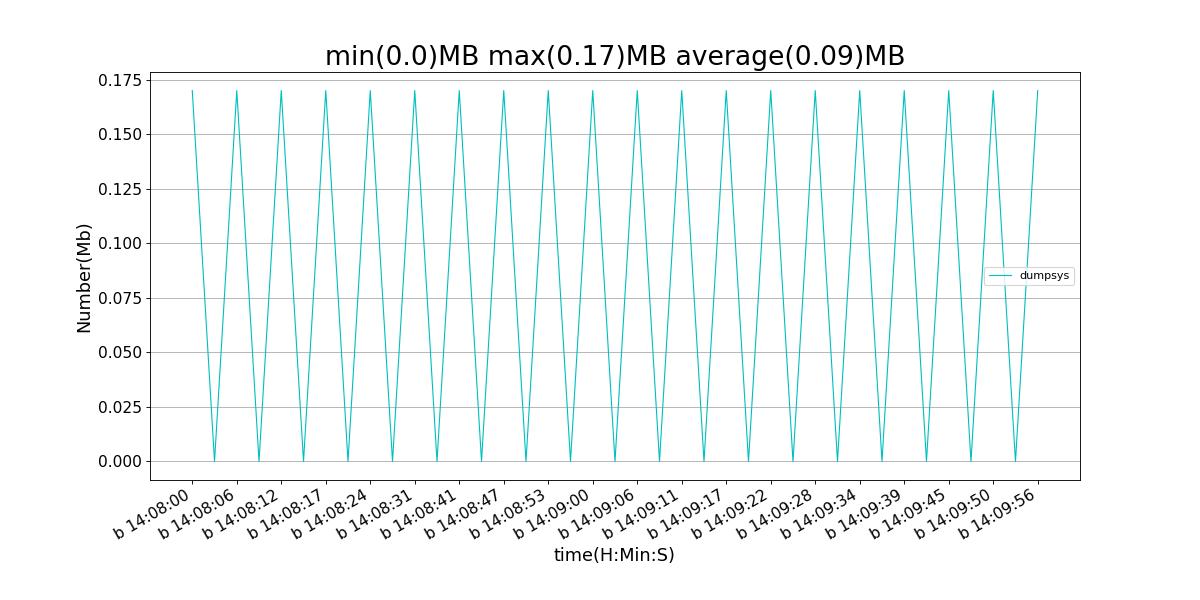 min(0.0)MB max(0.17)MB average(0.09)MB
0.175
0.150
0.125
0.100
0.075
0.050
0.025
0.000
Number(Mb)
dumpsys
b 14:08:00
b 14:08:06
b 14:08:12
b 14:08:17
b 14:08:24
b 14:08:31
b 14:08:41
b 14:08:47
b 14:08:53
b 14:09:00
b 14:09:06
b 14:09:11
b 14:09:17
b 14:09:22
b 14:09:28
b 14:09:34
b 14:09:39
b 14:09:45
b 14:09:50
b 14:09:56
time(H:Min:S)